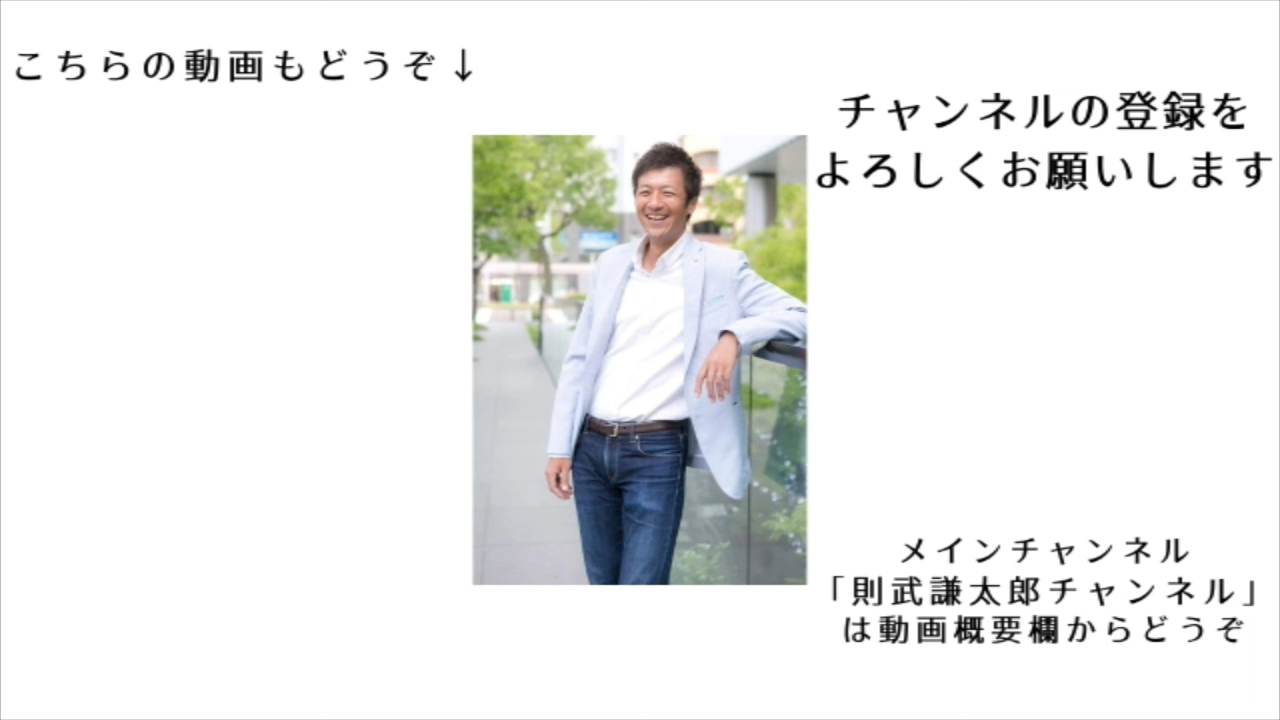 こちらの動画もどうぞ↓
チャンネルの登録を
よろしくお願いします
メインチャンネル
「則武謙太郎チャンネル」
は動画概要欄からどうぞ